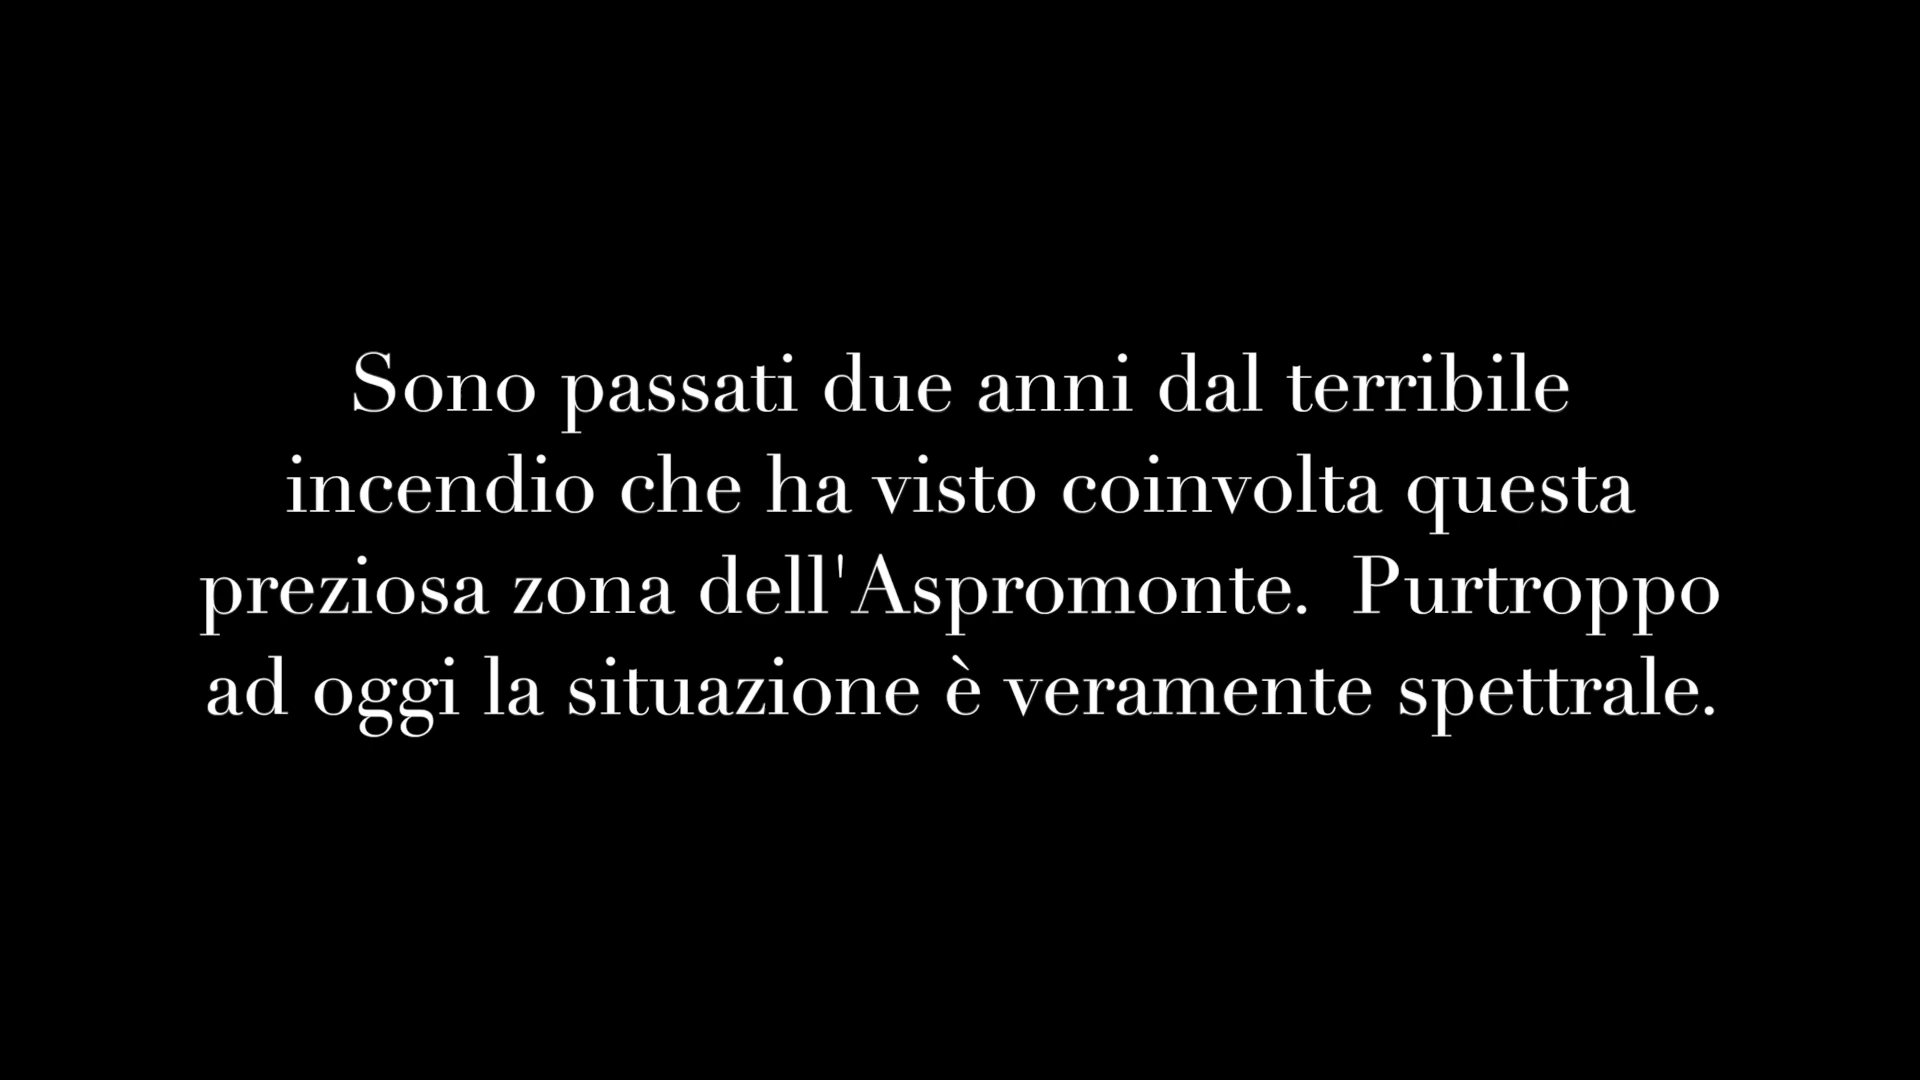 Sono passati due anni dal terribile
incendio che ha visto coinvolta questa
preziosa zona dell'Aspromonte.  Purtroppo
ad oggi la situazione è veramente spettrale.